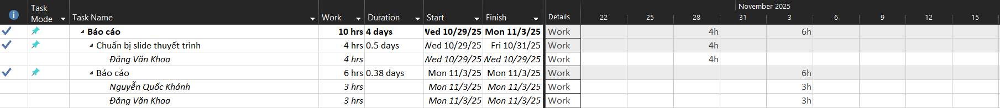 November 2025
Task Mode Task Name Work Duration Start Finish Details 22 25 28 31 3 6 9 12 15
Báo cáo 10 hrs 4 days Ved 10/29/25 Mon 11/3/25 Work 4h 6h
Chuẩn bị slide thuyết trình 4 hrs 0.5 days Ned 10/29/25 Fri 10/31/25 Work 4h
Đăng Văn Khoa 4 hrs Ned 10/29/25 Ned 10/29/25 Work 4h
Báo cáo 6 hrs 0.38 days Mon 11/3/25 Mon 11/3/25 Work 6h
Nguyễn Quốc Khánh 3 hrs Mon 11/3/25 Mon 11/3/25 Work 3h
Đăng Văn Khoa 3 hrs Mon 11/3/25 Mon 11/3/25 Work 3h